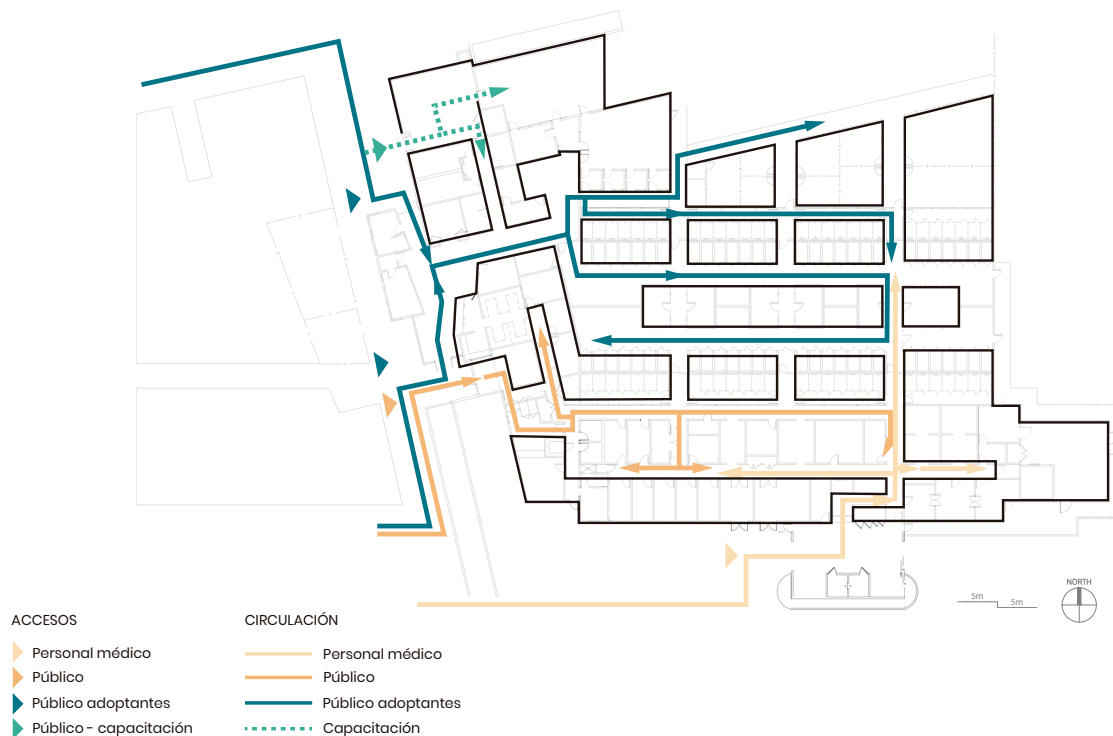 NORTH
5m
5m
ACCESOS
Personal médico
Público
Público adoptantes
Público - capacitación
CIRCULACIÓN
Personal médico
Público
Público adoptantes
Capacitación